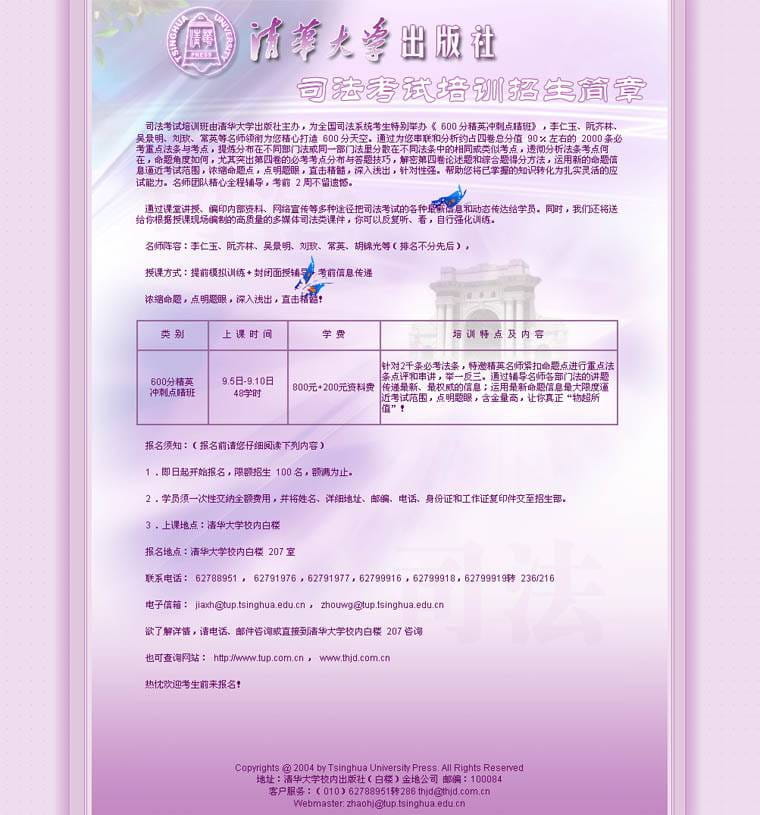 TSINGHUA UNIVERSITY
PRESS
清华大学出版社
司法考试培训招生简章
司法考试培训班由清华大学出版社主办，为全国司法系统考生特别举办《 600分精英冲刺点睛班》，李仁玉、阮齐林、
吴景明、刘玫、常英等名师领衔为您精心打造 600分天空。通过为您串联和分析约占四卷总分值 90％左右的 2000条必
考重点法条与考点，提炼分布在不同部门法或同一部门法里分散在不同法条中的相同或类似考点，透彻分析法条考点何
在，命题角度如何，尤其突出第四卷的必考考点分布与答题技巧，解密第四卷论述题和综合题得分方法，运用新的命题信
息逼近考试范围，浓缩命题点，点明题眼，直击精髓，深入浅出，针对性强。帮助您将已掌握的知识转化为扎实灵活的应
试能力。名师团队精心全程辅导，考前 2周不留遗憾。
通过课堂讲授、编印内部资料、网络宣传等多种途径把司法考试的各种最新信息和动态传达给学员。同时，我们还将送
给你根据授课现场编制的高质量的多媒体司法类课件，你可以反复听、看，自行强化训练。
名师阵容：李仁玉、阮齐林、吴景明、刘玫、常英、胡锦光等（排名不分先后），
授课方式：提前模拟训练+封闭面授辅导+考前信息传递
浓缩命题，点明题眼，深入浅出，直击精髓！
类 别 上 课 时 间 学 费 培 训 特 点 及 内 容
600分精英
冲刺点睛班
9.5日-9.10日
48学时
800元+200元资料费
针对2千条必考法条，特邀精英名师紧扣命题点进行重点法
条点评和串讲，举一反三。通过辅导名师各部门法的讲题
传递最新、最权威的信息；运用最新命题信息最大限度逼
近考试范围，点明题眼，含金量高，让你真正“物超所
值”！
报名须知：（报名前请您仔细阅读下列内容）
1 ．即日起开始报名，限额招生 100名，额满为止。
2 ．学员须一次性交纳全额费用，并将姓名、详细地址、邮编、电话、身份证和工作证复印件交至招生部。
3 ．上课地点：清华大学校内白楼
报名地点：清华大学校内白楼 207室
联系电话： 62788951 ， 62791976 ，62791977，62799916 ，62799918，62799919转 236/216
电子信箱： jiaxh@tup.tsinghua.edu.cn ， zhouwg@tup.tsinghua.edu.cn
欲了解详情，请电话、邮件咨询或直接到清华大学校内白楼 207咨询
也可查询网站： http://www.tup.com.cn ， www.thjd.com.cn
热忱欢迎考生前来报名！
司法
Copyrights @ 2004 by Tsinghua University Press. All Rights Reserved
地址：清华大学校内出版社（白楼）金地公司 邮编：100084
客户服务：（010）62788951转286 thjd@thjd.com.cn
Webmaster: zhaohj@tup.tsinghua.edu.cn